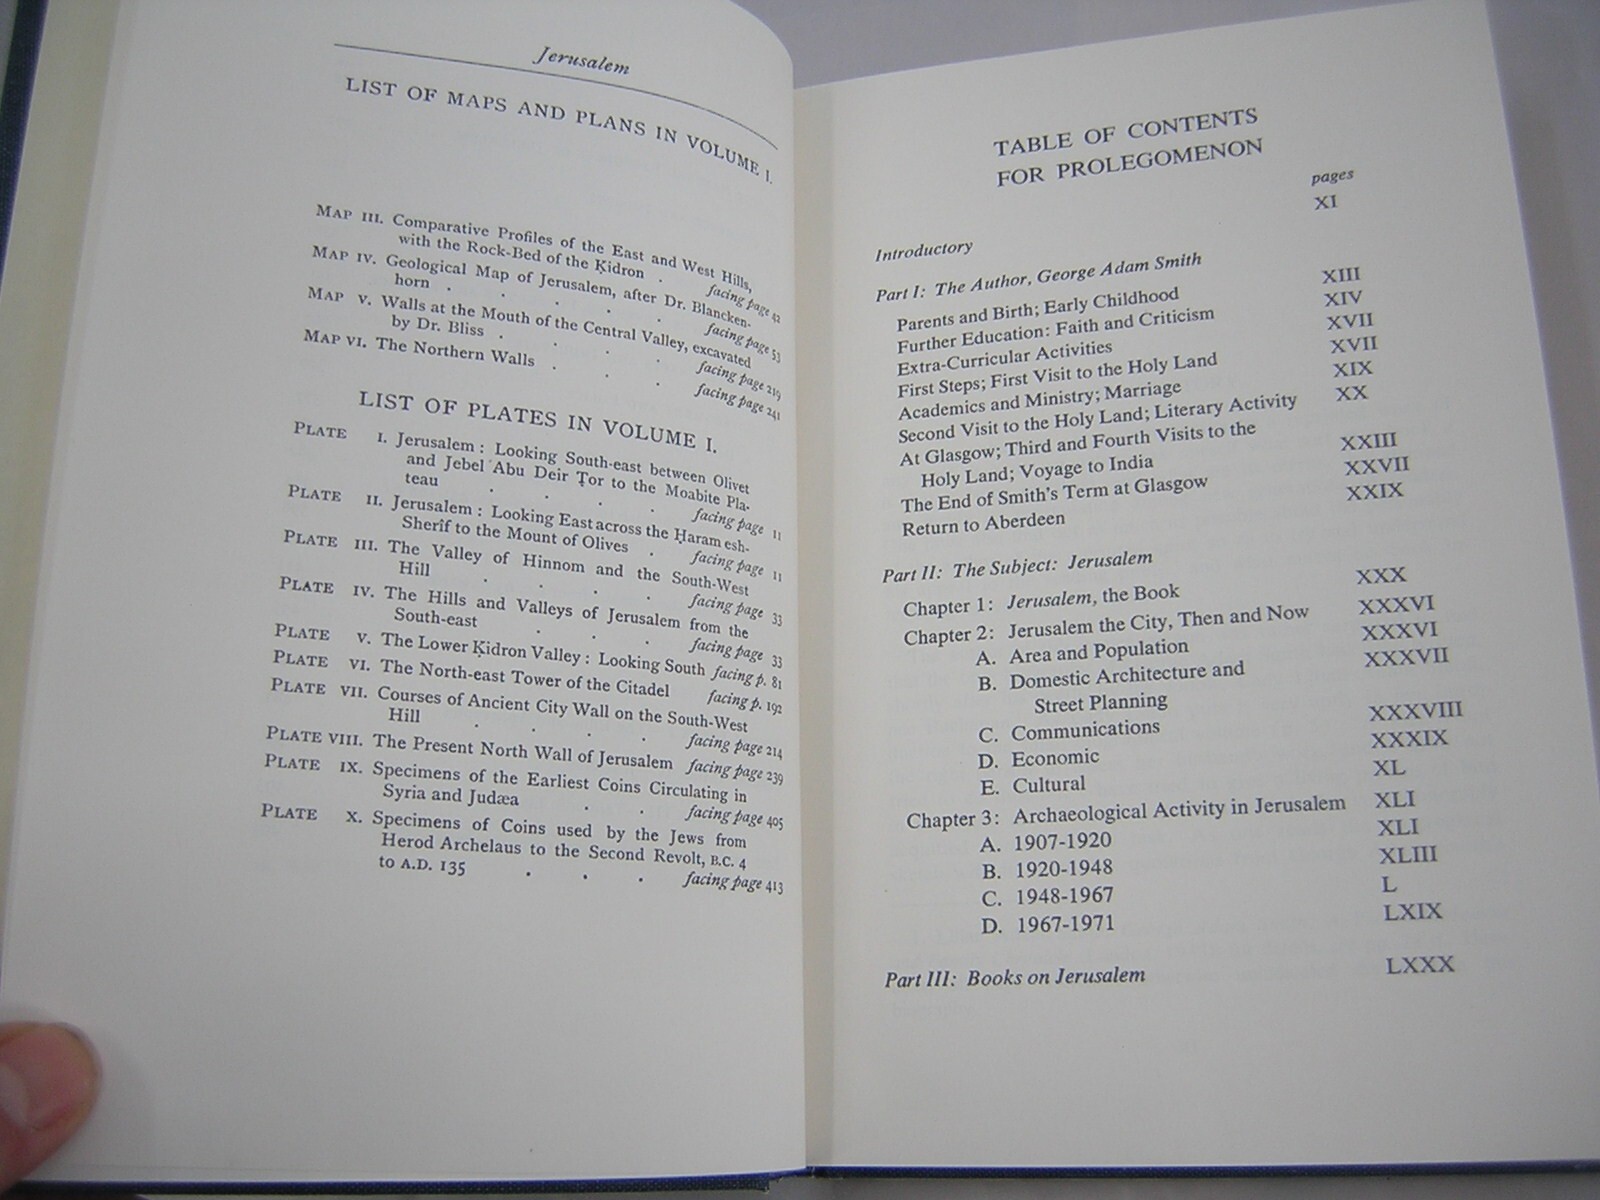 Jerusalem
LIST OF MAPS AND PLANS IN VOLUME I.
MAP III. Comparative Profiles of the East and West Hills,
with the Rock-Bed of the Ḳidron . facing page 42
MAP IV. Geological Map of Jerusalem, after Dr. Blancken-
horn . . . . facing page 53
MAP V. Walls at the Mouth of the Central Valley, excavated
by Dr. Bliss . . . . facing page 219
MAP VI. The Northern Walls . . . facing page 241
LIST OF PLATES IN VOLUME I.
PLATE I. Jerusalem : Looking South-east between Olivet
and Jebel ʿAbu Deir Ṭor to the Moabite Pla-
teau . . . . facing page 11
PLATE II. Jerusalem : Looking East across the Ḥaram esh-
Sherîf to the Mount of Olives . facing page 11
PLATE III. The Valley of Hinnom and the South-West
Hill . . . . facing page 33
PLATE IV. The Hills and Valleys of Jerusalem from the
South-east . . . facing page 33
PLATE V. The Lower Ḳidron Valley : Looking South facing p. 81
PLATE VI. The North-east Tower of the Citadel facing p. 192
PLATE VII. Courses of Ancient City Wall on the South-West
Hill . . . . facing page 214
PLATE VIII. The Present North Wall of Jerusalem facing page 239
PLATE IX. Specimens of the Earliest Coins Circulating in
Syria and Judæa . . facing page 405
PLATE X. Specimens of Coins used by the Jews from
Herod Archelaus to the Second Revolt, B.C. 4
to A.D. 135 . . . facing page 413
TABLE OF CONTENTS
FOR PROLEGOMENON
pages
Introductory XI
Part I: The Author, George Adam Smith
Parents and Birth; Early Childhood XIII
Further Education: Faith and Criticism XIV
Extra-Curricular Activities XVII
First Steps; First Visit to the Holy Land XVII
Academics and Ministry; Marriage XIX
Second Visit to the Holy Land; Literary Activity XX
At Glasgow; Third and Fourth Visits to the
Holy Land; Voyage to India XXIII
The End of Smith's Term at Glasgow XXVII
Return to Aberdeen XXIX
Part II: The Subject: Jerusalem
Chapter 1: Jerusalem, the Book XXX
Chapter 2: Jerusalem the City, Then and Now XXXVI
A. Area and Population XXXVI
B. Domestic Architecture and XXXVII
Street Planning
C. Communications XXXVIII
D. Economic XXXIX
E. Cultural XL
Chapter 3: Archaeological Activity in Jerusalem XLI
A. 1907-1920 XLI
B. 1920-1948 XLIII
C. 1948-1967 L
D. 1967-1971 LXIX
Part III: Books on Jerusalem LXXX